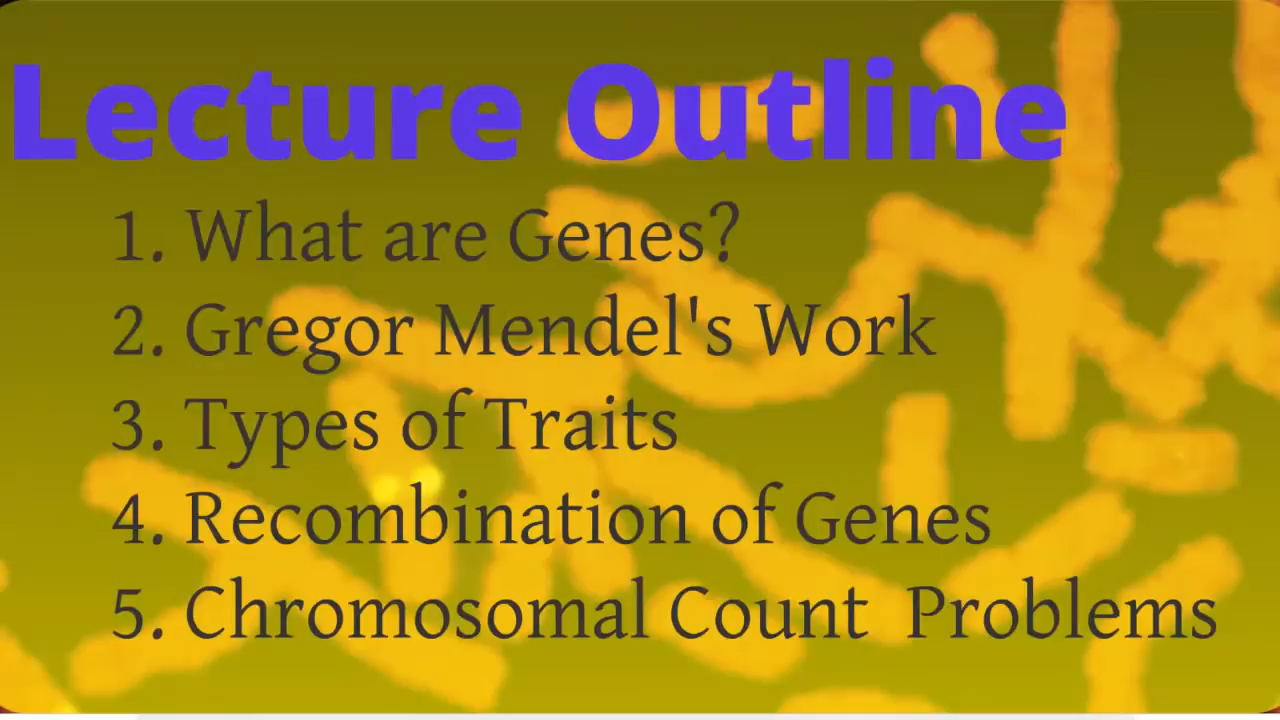 Lecture Outline
1. What are Genes?
2. Gregor Mendel's Work
3. Types of Traits
4. Recombination of Genes
5. Chromosomal Count Problems